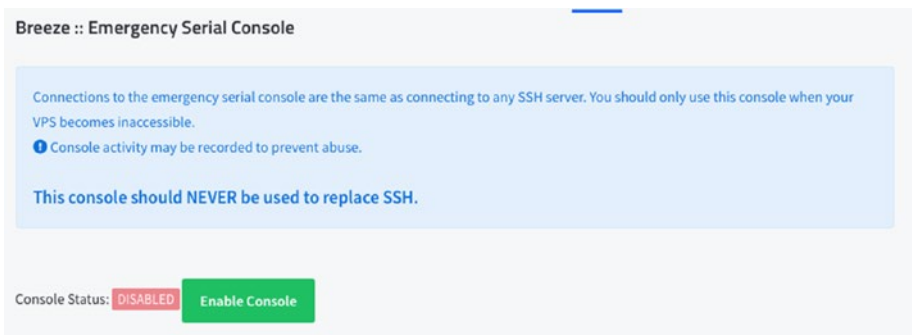 Breeze :: Emergency Serial Console
Connections to the emergency serial console are the same as connecting to any SSH server. You should only use this console when your
VPS becomes inaccessible.
Console activity may be recorded to prevent abuse.
This console should NEVER be used to replace SSH.
Console Status: DISABLED Enable Console